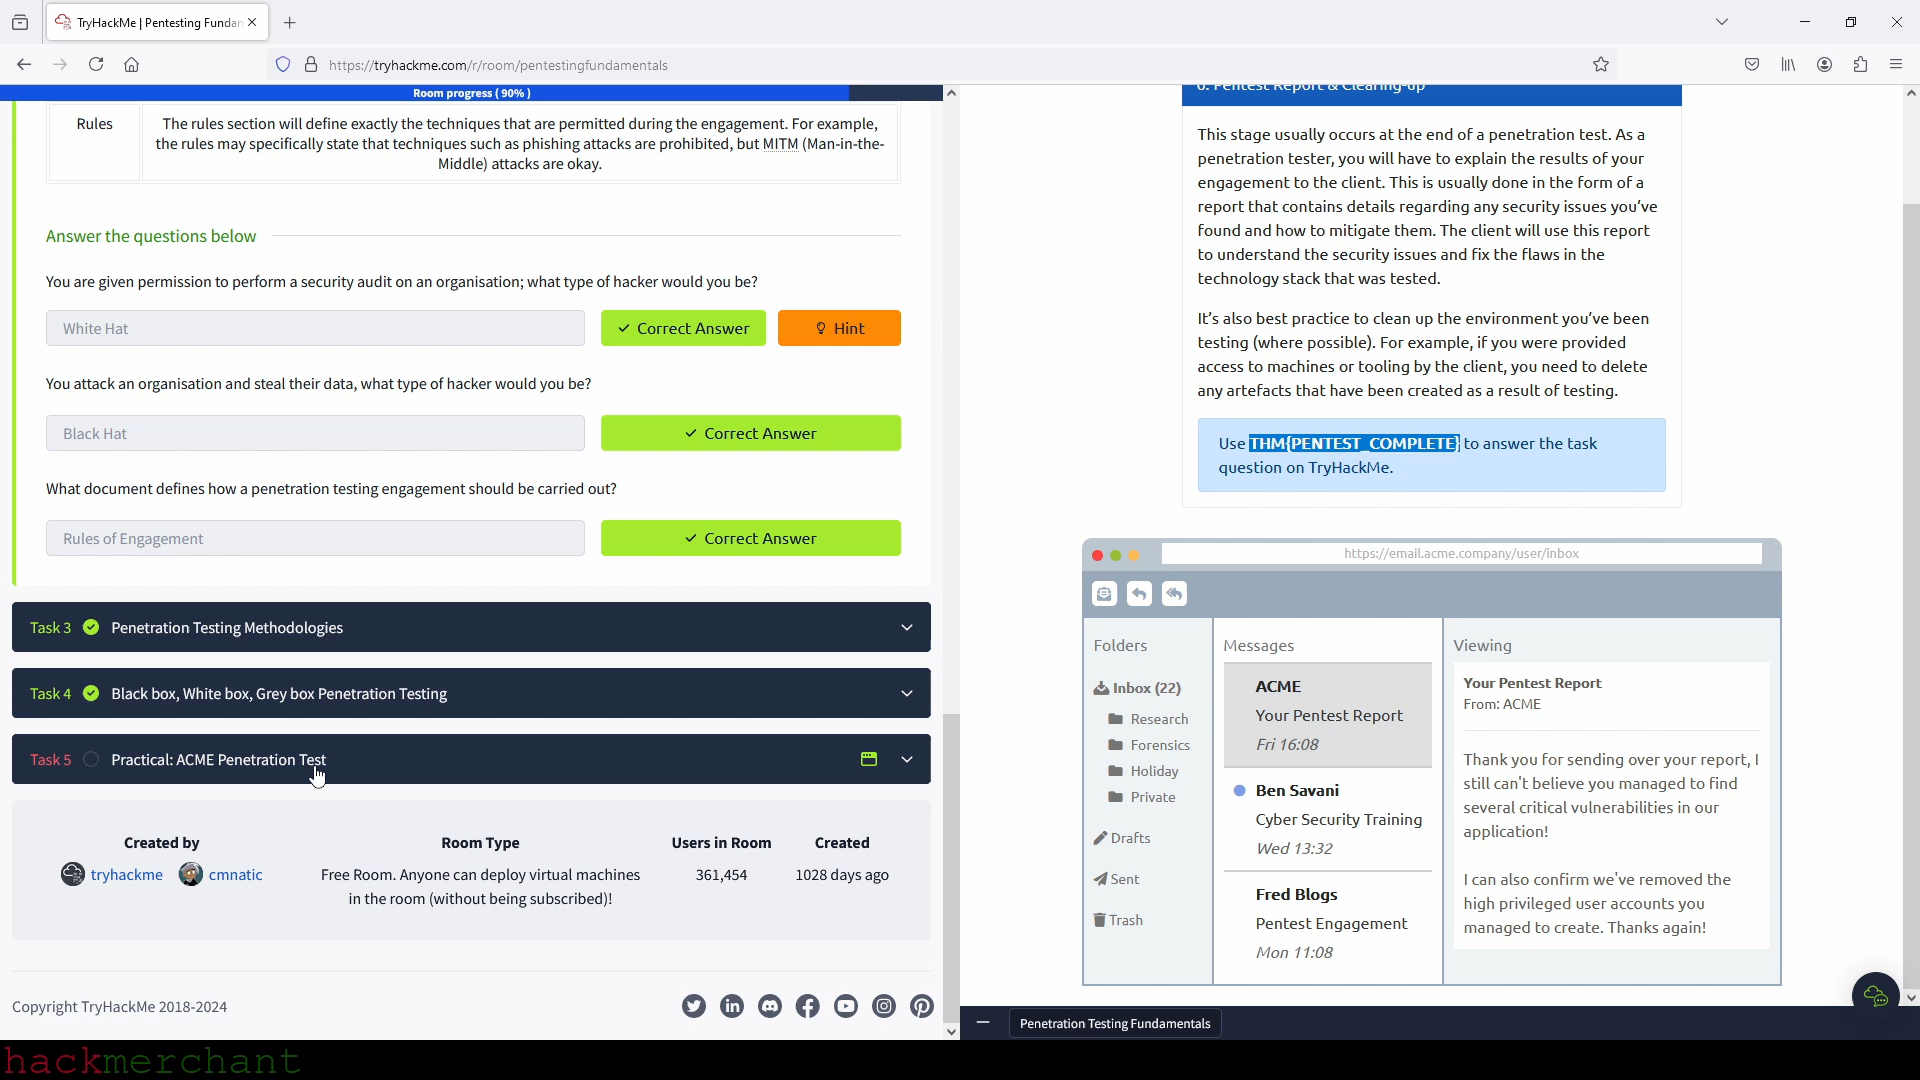 TryHackMe | Pentesting Fundam
https://tryhackme.com/r/room/pentestingfundamentals
Room progress ( 90% )
Rules
The rules section will define exactly the techniques that are permitted during the engagement. For example,
the rules may specifically state that techniques such as phishing attacks are prohibited, but MITM (Man-in-the-
Middle) attacks are okay.
Answer the questions below
You are given permission to perform a security audit on an organisation; what type of hacker would you be?
White Hat
Correct Answer
Hint
You attack an organisation and steal their data, what type of hacker would you be?
Black Hat
Correct Answer
What document defines how a penetration testing engagement should be carried out?
Rules of Engagement
Correct Answer
Task 3 Penetration Testing Methodologies
Task 4 Black box, White box, Grey box Penetration Testing
Task 5 Practical: ACME Penetration Test
Created by
tryhackme cmnatic
Room Type
Free Room. Anyone can deploy virtual machines
in the room (without being subscribed)!
Users in Room
361,454
Created
1028 days ago
Copyright TryHackMe 2018-2024
6. Pentest Report & Clearing-up
This stage usually occurs at the end of a penetration test. As a
penetration tester, you will have to explain the results of your
engagement to the client. This is usually done in the form of a
report that contains details regarding any security issues you've
found and how to mitigate them. The client will use this report
to understand the security issues and fix the flaws in the
technology stack that was tested.
It's also best practice to clean up the environment you've been
testing (where possible). For example, if you were provided
access to machines or tooling by the client, you need to delete
any artefacts that have been created as a result of testing.
Use THM{PENTEST_COMPLETE} to answer the task
question on TryHackMe.
https://email.acme.company/user/inbox
Folders
Inbox (22)
Research
Forensics
Holiday
Private
Drafts
Sent
Trash
Messages
ACME
Your Pentest Report
Fri 16:08
Ben Savani
Cyber Security Training
Wed 13:32
Fred Blogs
Pentest Engagement
Mon 11:08
Viewing
Your Pentest Report
From: ACME
Thank you for sending over your report, I
still can't believe you managed to find
several critical vulnerabilities in our
application!
I can also confirm we've removed the
high privileged user accounts you
managed to create. Thanks again!
Penetration Testing Fundamentals
hackmerchant